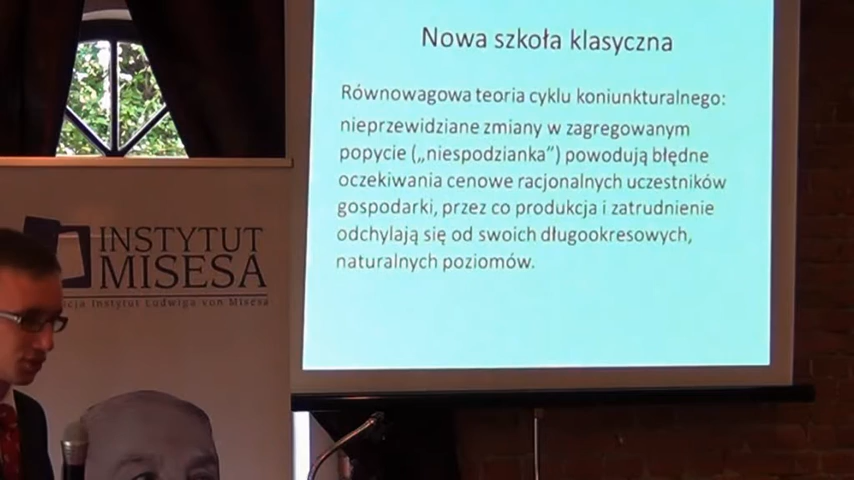 Nowa szkoła klasyczna
Równowagowa teoria cyklu koniunkturalnego:
nieprzewidziane zmiany w zagregowanym
popycie („niespodzianka”) powodują błędne
oczekiwania cenowe racjonalnych uczestników
gospodarki, przez co produkcja i zatrudnienie
odchylają się od swoich długookresowych,
naturalnych poziomów.
INSTYTUT
MISESA
Instytut Ludwiga von Misesa